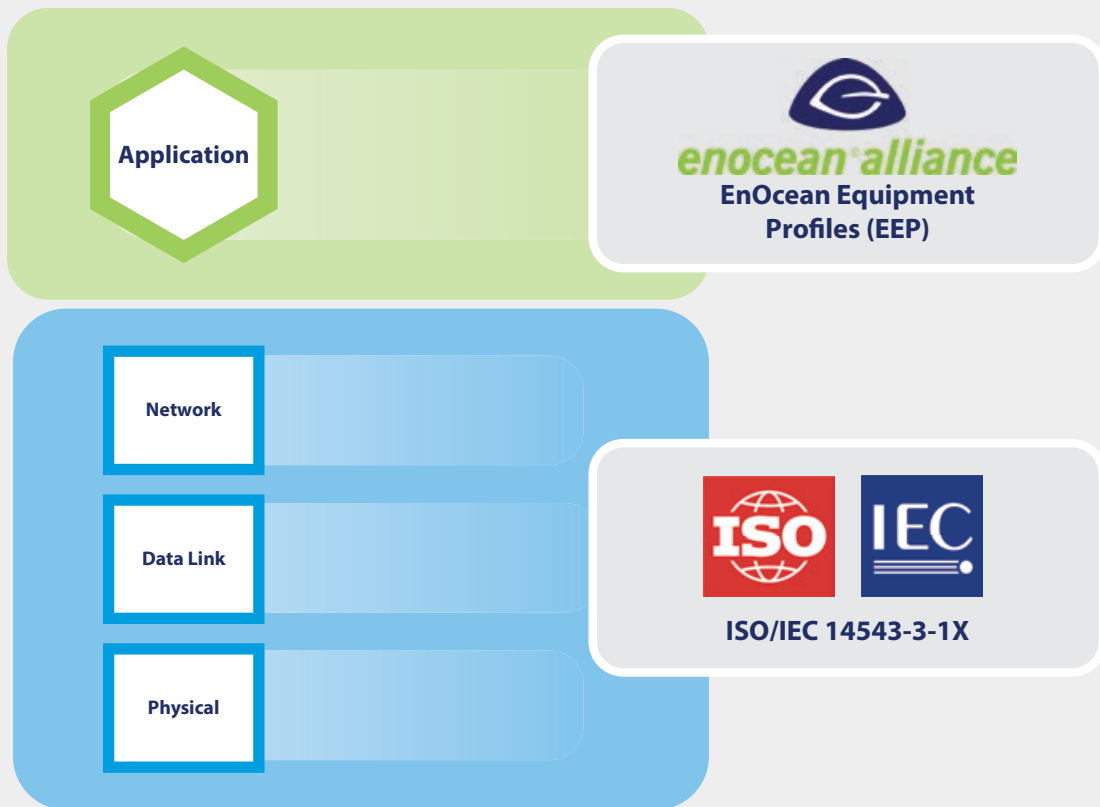 Application
enocean®alliance
EnOcean Equipment
Profiles (EEP)
Network
Data Link
Physical
ISO
IEC
ISO/IEC 14543-3-1X